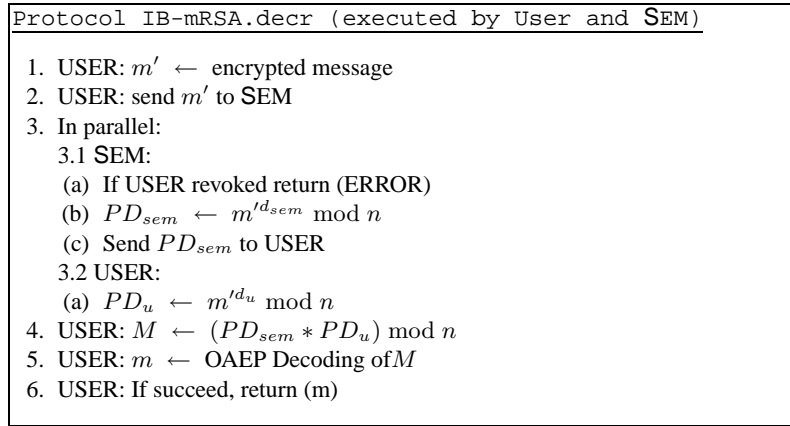 Protocol IB-mRSA.decr (executed by User and SEM)
1. USER: m′ ← encrypted message
2. USER: send m′ to SEM
3. In parallel:
3.1 SEM:
(a) If USER revoked return (ERROR)
(b) PD_sem ← m′^{d_sem} mod n
(c) Send PD_sem to USER
3.2 USER:
(a) PD_u ← m′^{d_u} mod n
4. USER: M ← (PD_sem ∗ PD_u) mod n
5. USER: m ← OAEP Decoding ofM
6. USER: If succeed, return (m)